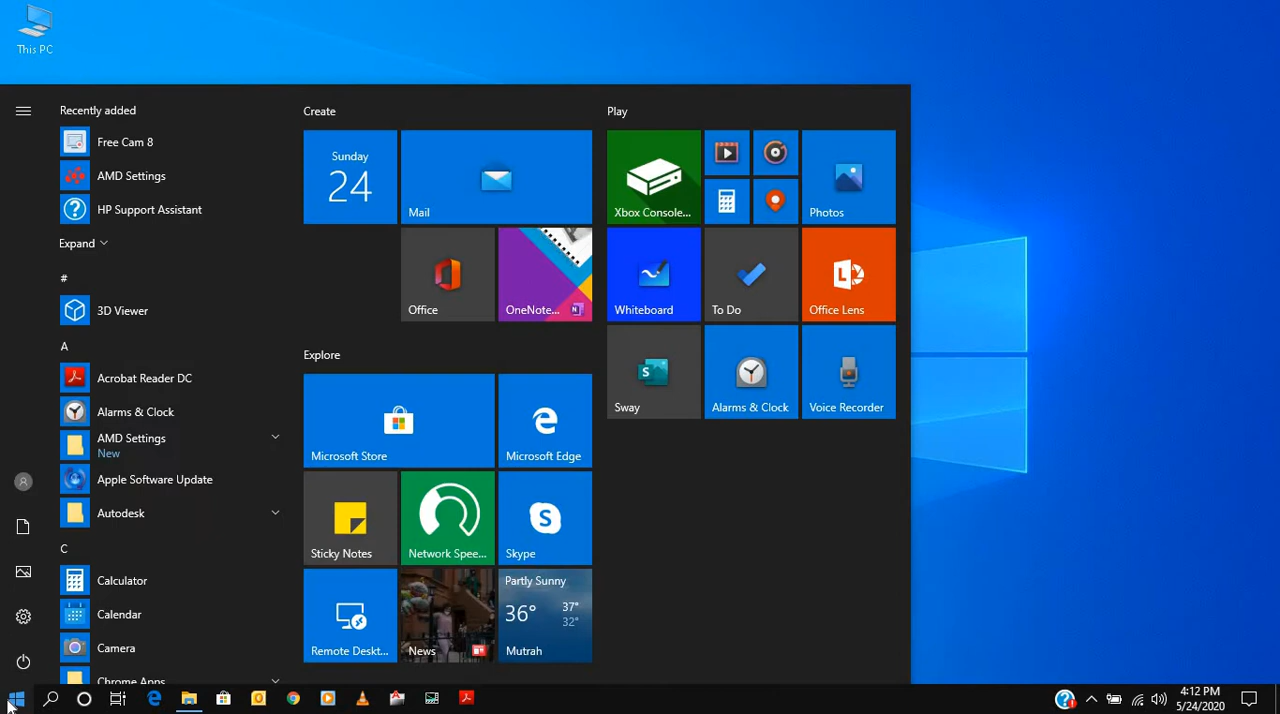 This PC
Recently added
Free Cam 8
AMD Settings
HP Support Assistant
Expand
#
3D Viewer
A
Acrobat Reader DC
Alarms & Clock
AMD Settings
New
Apple Software Update
Autodesk
C
Calculator
Calendar
Camera
Chrome Apps
Create
Sunday
24
Mail
Office
OneNote...
Explore
Microsoft Store
Microsoft Edge
Sticky Notes
Network Spee...
Skype
Remote Deskt...
News
Partly Sunny
36°
37°
32°
Mutrah
Play
Xbox Console...
Photos
Whiteboard
To Do
Office Lens
Sway
Alarms & Clock
Voice Recorder
4:12 PM
5/24/2020